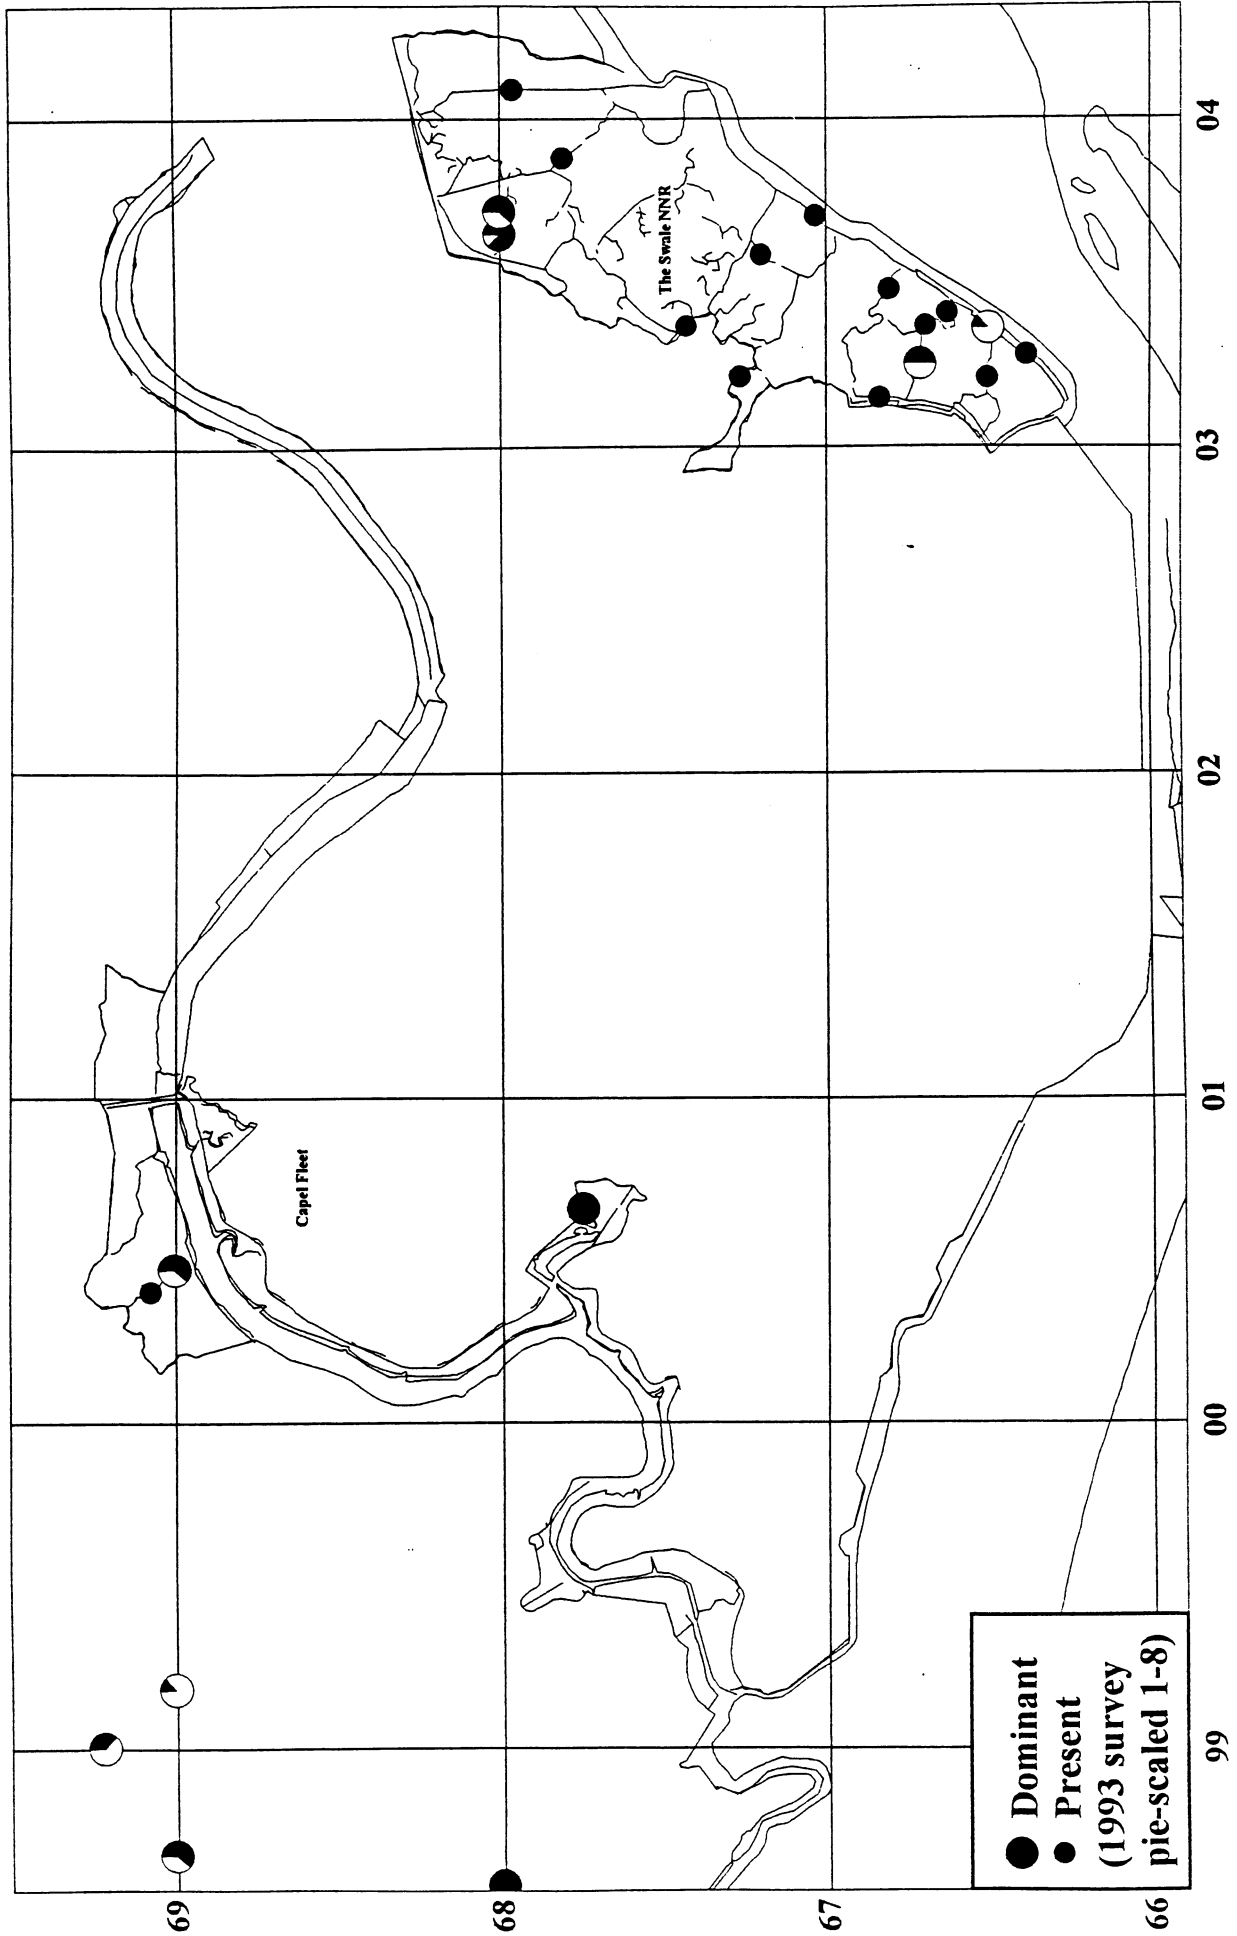 69
68
67
66
99
00
01
02
03
04
Capel Fleet
The Swale NNR
Dominant
Present
(1993 survey
pie-scaled 1-8)